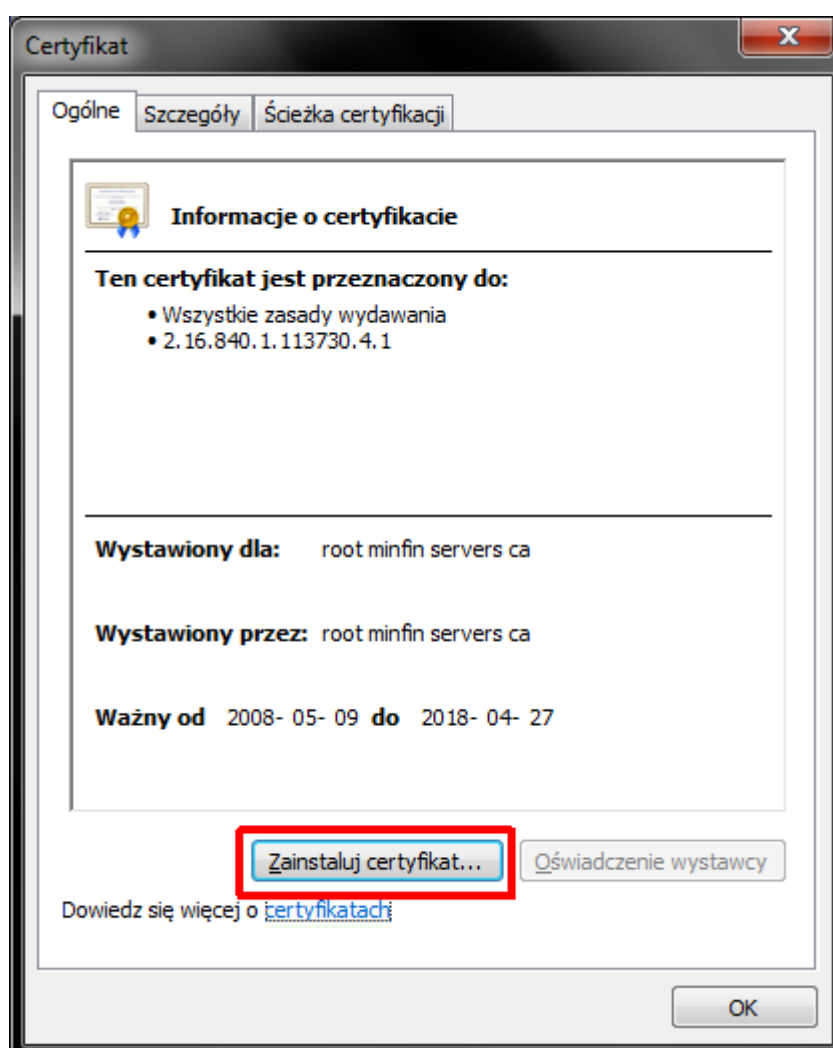 Certyfikat
Ogólne Szczegóły Ścieżka certyfikacji
Informacje o certyfikacie
Ten certyfikat jest przeznaczony do:
• Wszystkie zasady wydawania
• 2.16.840.1.113730.4.1
Wystawiony dla: root minfin servers ca
Wystawiony przez: root minfin servers ca
Ważny od 2008- 05- 09 do 2018- 04- 27
Zainstaluj certyfikat... Oświadczenie wystawcy
Dowiedz się więcej o certyfikatach
OK